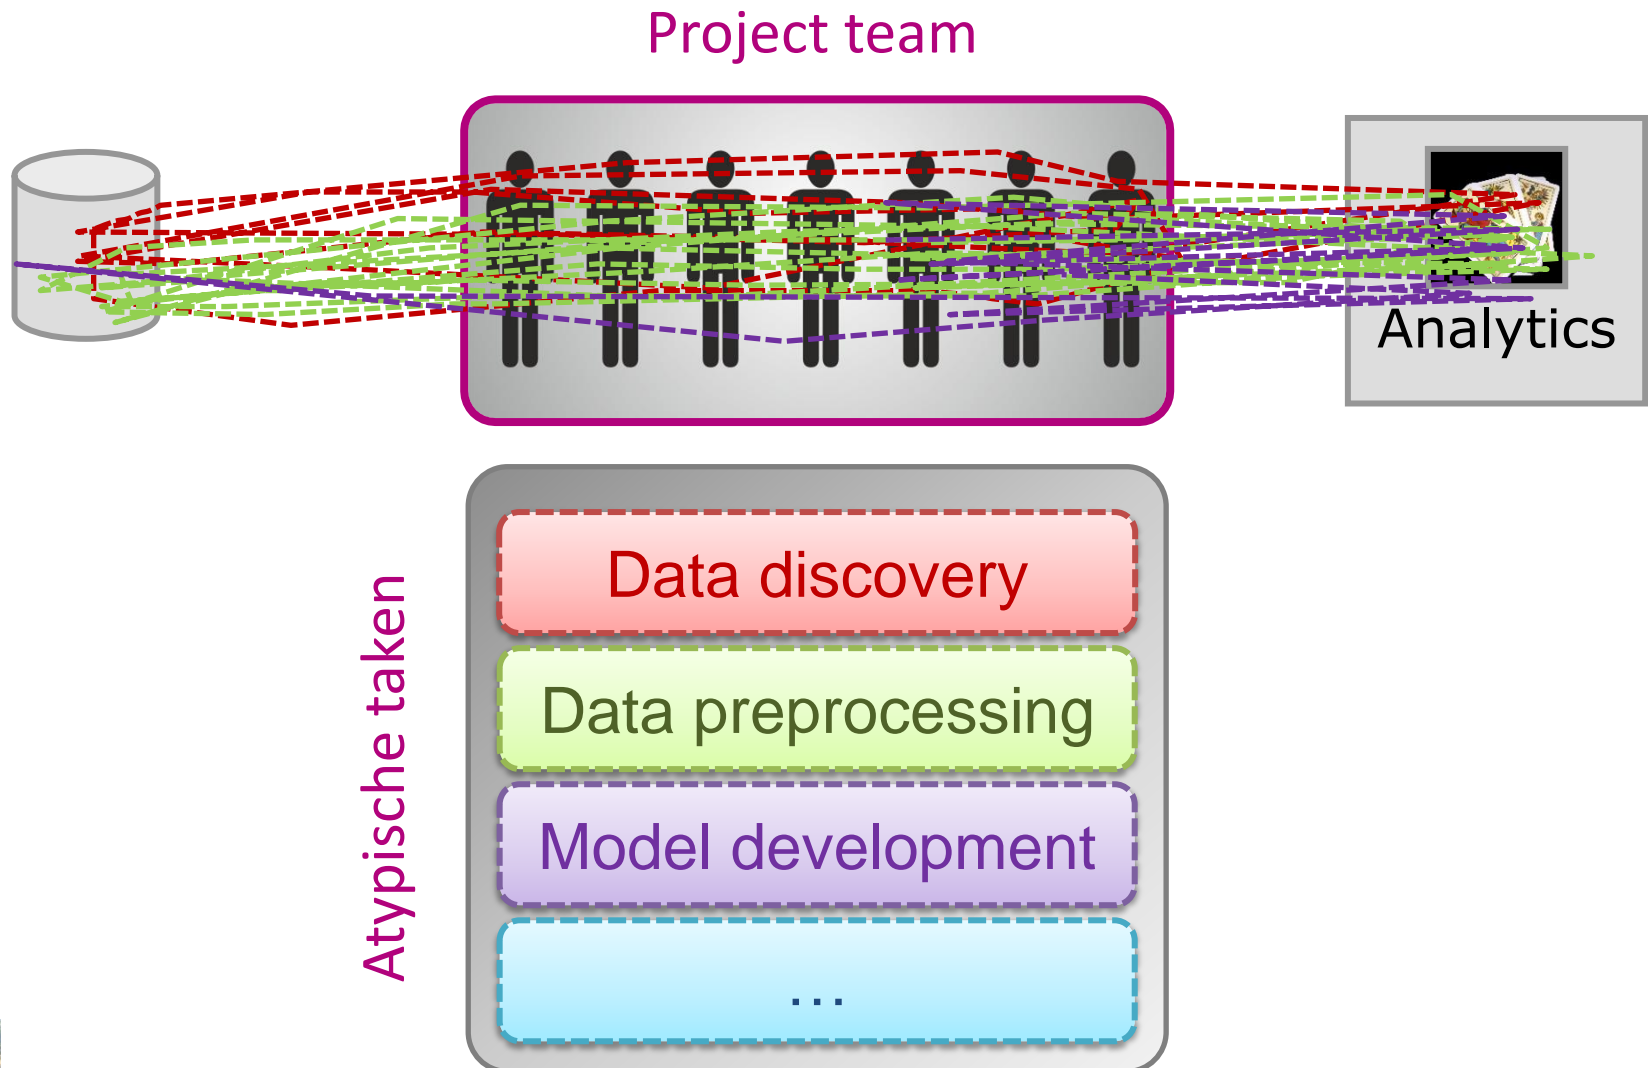 Project team
Analytics
Atypische taken
Data discovery
Data preprocessing
Model development
...